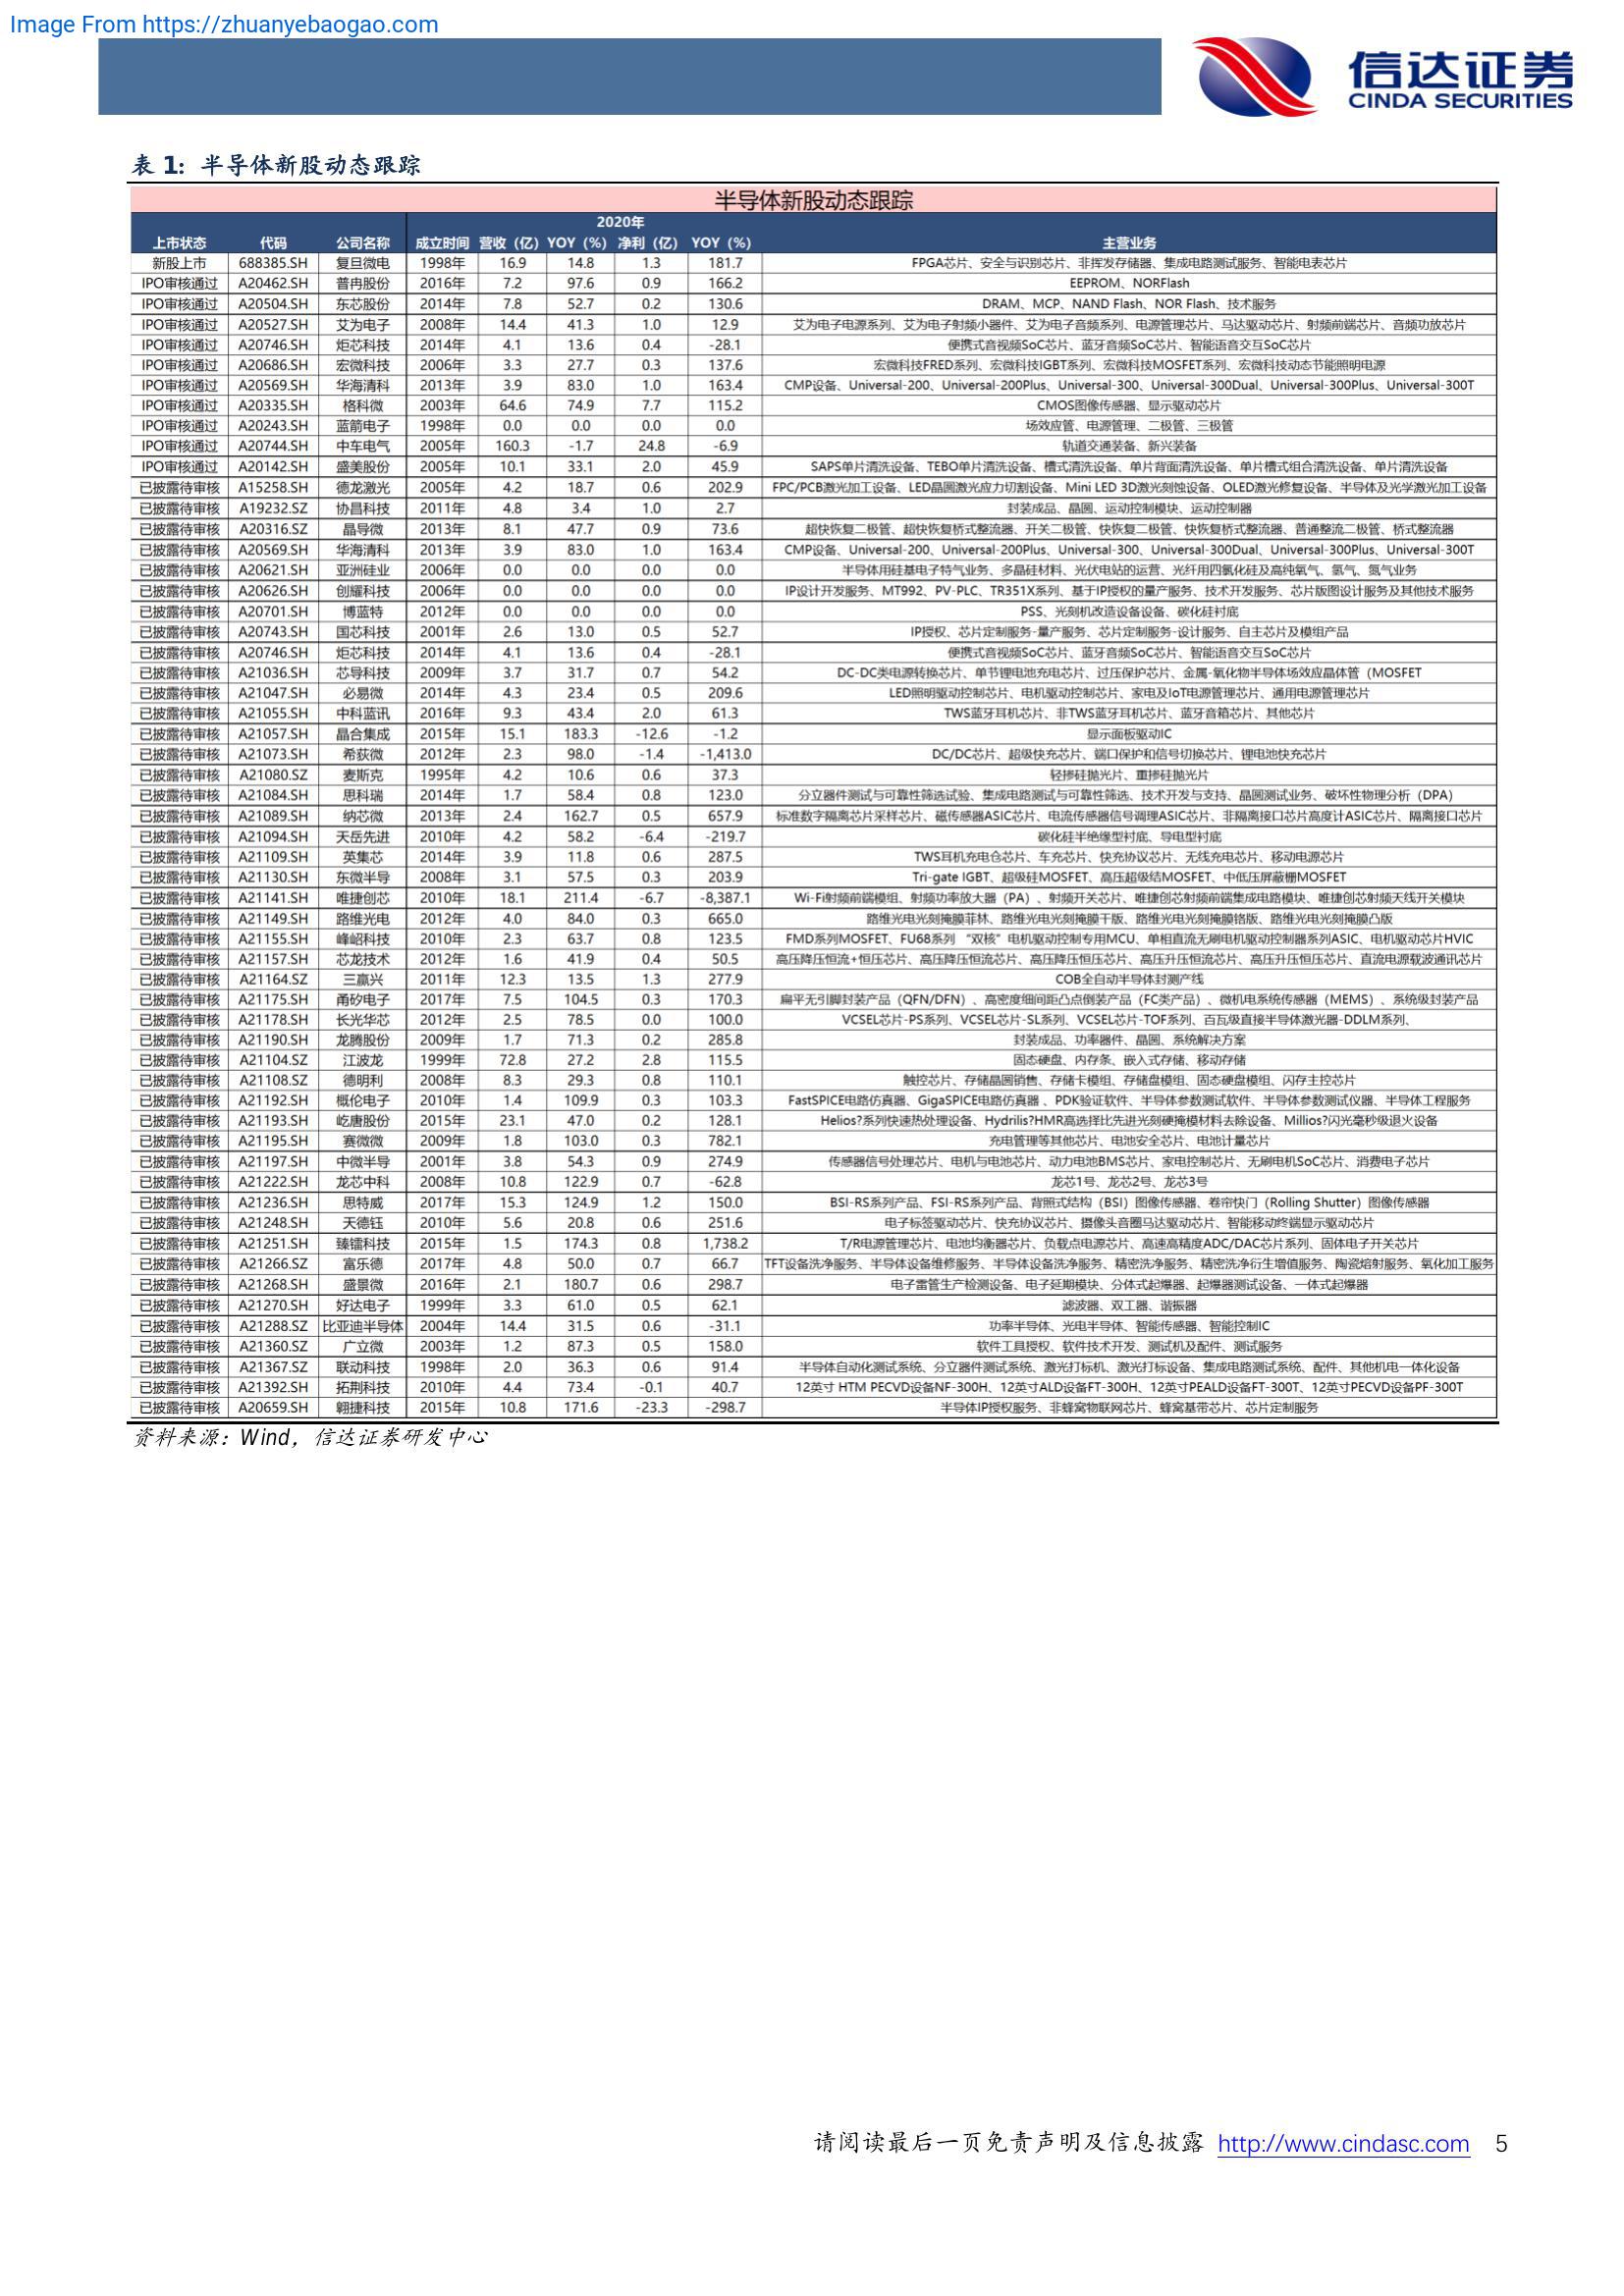 Image From https://zhuanyebaogao.com
信达证券
CINDA SECURITIES
表 1：半导体新股动态跟踪
半导体新股动态跟踪
2020年
上市状态 代码 公司名称 成立时间 营收（亿） YOY（%） 净利（亿） YOY（%） 主营业务
新股上市 688385.SH 复旦微电 1998年 16.9 14.8 1.3 181.7 FPGA芯片、安全与识别芯片、非挥发存储器、集成电路测试服务、智能电表芯片
IPO审核通过 A20462.SH 普冉股份 2016年 7.2 97.6 0.9 166.2 EEPROM、NORFlash
IPO审核通过 A20504.SH 东芯股份 2014年 7.8 52.7 0.2 130.6 DRAM、MCP、NAND Flash、NOR Flash、技术服务
IPO审核通过 A20527.SH 艾为电子 2008年 14.4 41.3 1.0 12.9 艾为电子电源系列、艾为电子射频小器件、艾为电子音频系列、电源管理芯片、马达驱动芯片、射频前端芯片、音频功放芯片
IPO审核通过 A20746.SH 炬芯科技 2014年 4.1 13.6 0.4 -28.1 便携式音视频SoC芯片、蓝牙音频SoC芯片、智能语音交互SoC芯片
IPO审核通过 A20686.SH 宏微科技 2006年 3.3 27.7 0.3 137.6 宏微科技FRED系列、宏微科技IGBT系列、宏微科技MOSFET系列、宏微科技动态节能照明电源
IPO审核通过 A20569.SH 华海清科 2013年 3.9 83.0 1.0 163.4 CMP设备、Universal-200、Universal-200Plus、Universal-300、Universal-300Dual、Universal-300Plus、Universal-300T
IPO审核通过 A20335.SH 格科微 2003年 64.6 74.9 7.7 115.2 CMOS图像传感器、显示驱动芯片
IPO审核通过 A20243.SH 蓝箭电子 1998年 0.0 0.0 0.0 0.0 场效应管、电源管理、二极管、三极管
IPO审核通过 A20744.SH 中车电气 2005年 160.3 -1.7 24.8 -6.9 轨道交通装备、新兴装备
IPO审核通过 A20142.SH 盛美股份 2005年 10.1 33.1 2.0 45.9 SAPS单片清洗设备、TEBO单片清洗设备、槽式清洗设备、单片背面清洗设备、单片槽式组合清洗设备、单片清洗设备
已披露待审核 A15258.SH 德龙激光 2005年 4.2 18.7 0.6 202.9 FPC/PCB激光加工设备、LED晶圆激光应力切割设备、Mini LED 3D激光刻蚀设备、OLED激光修复设备、半导体及光学激光加工设备
已披露待审核 A19232.SZ 协昌科技 2011年 4.8 3.4 1.0 2.7 封装成品、晶圆、运动控制模块、运动控制器
已披露待审核 A20316.SZ 晶导微 2013年 8.1 47.7 0.9 73.6 超快恢复二极管、超快恢复桥式整流器、开关二极管、快恢复二极管、快恢复桥式整流器、普通整流二极管、桥式整流器
已披露待审核 A20569.SH 华海清科 2013年 3.9 83.0 1.0 163.4 CMP设备、Universal-200、Universal-200Plus、Universal-300、Universal-300Dual、Universal-300Plus、Universal-300T
已披露待审核 A20621.SH 亚洲硅业 2006年 0.0 0.0 0.0 0.0 半导体用硅基电子特气业务、多晶硅材料、光伏电站的运营、光纤用四氯化硅及高纯氧气、氢气、氮气业务
已披露待审核 A20626.SH 创耀科技 2006年 0.0 0.0 0.0 0.0 IP设计开发服务、MT992、PV-PLC、TR351X系列、基于IP授权的量产服务、技术开发服务、芯片版图设计服务及其他技术服务
已披露待审核 A20701.SH 博蓝特 2012年 0.0 0.0 0.0 0.0 PSS、光刻机改造设备设备、碳化硅衬底
已披露待审核 A20743.SH 国芯科技 2001年 2.6 13.0 0.5 52.7 IP授权、芯片定制服务-量产服务、芯片定制服务-设计服务、自主芯片及模组产品
已披露待审核 A20746.SH 炬芯科技 2014年 4.1 13.6 0.4 -28.1 便携式音视频SoC芯片、蓝牙音频SoC芯片、智能语音交互SoC芯片
已披露待审核 A21036.SH 芯导科技 2009年 3.7 31.7 0.7 54.2 DC-DC类电源转换芯片、单节锂电池充电芯片、过压保护芯片、金属-氧化物半导体场效应晶体管（MOSFET
已披露待审核 A21047.SH 必易微 2014年 4.3 23.4 0.5 209.6 LED照明驱动控制芯片、电机驱动控制芯片、家电及IoT电源管理芯片、通用电源管理芯片
已披露待审核 A21055.SH 中科蓝讯 2016年 9.3 43.4 2.0 61.3 TWS蓝牙耳机芯片、非TWS蓝牙耳机芯片、蓝牙音箱芯片、其他芯片
已披露待审核 A21057.SH 晶合集成 2015年 15.1 183.3 -12.6 -1.2 显示面板驱动IC
已披露待审核 A21073.SH 希荻微 2012年 2.3 98.0 -1.4 -1,413.0 DC/DC芯片、超级快充芯片、端口保护和信号切换芯片、锂电池快充芯片
已披露待审核 A21080.SZ 麦斯克 1995年 4.2 10.6 0.6 37.3 轻掺硅抛光片、重掺硅抛光片
已披露待审核 A21084.SH 思科瑞 2014年 1.7 58.4 0.8 123.0 分立器件测试与可靠性筛选试验、集成电路测试与可靠性筛选、技术开发与支持、晶圆测试业务、破坏性物理分析（DPA）
已披露待审核 A21089.SH 纳芯微 2013年 2.4 162.7 0.5 657.9 标准数字隔离芯片采样芯片、磁传感器ASIC芯片、电流传感器信号调理ASIC芯片、非隔离接口芯片高度计ASIC芯片、隔离接口芯片
已披露待审核 A21094.SH 天岳先进 2010年 4.2 58.2 -6.4 -219.7 碳化硅半绝缘型衬底、导电型衬底
已披露待审核 A21109.SH 英集芯 2014年 3.9 11.8 0.6 287.5 TWS耳机充电仓芯片、车充芯片、快充协议芯片、无线充电芯片、移动电源芯片
已披露待审核 A21130.SH 东微半导 2008年 3.1 57.5 0.3 203.9 Tri-gate IGBT、超级硅MOSFET、高压超级结MOSFET、中低压屏蔽栅MOSFET
已披露待审核 A21141.SH 唯捷创芯 2010年 18.1 211.4 -6.7 -8,387.1 Wi-Fi射频前端模组、射频功率放大器（PA）、射频开关芯片、唯捷创芯射频前端集成电路模块、唯捷创芯射频天线开关模块
已披露待审核 A21149.SH 路维光电 2012年 4.0 84.0 0.3 665.0 路维光电光刻掩膜菲林、路维光电光刻掩膜干版、路维光电光刻掩膜铬版、路维光电光刻掩膜凸版
已披露待审核 A21155.SH 峰岹科技 2010年 2.3 63.7 0.8 123.5 FMD系列MOSFET、FU68系列 “双核” 电机驱动控制专用MCU、单相直流无刷电机驱动控制器系列ASIC、电机驱动芯片HVIC
已披露待审核 A21157.SH 芯龙技术 2012年 1.6 41.9 0.4 50.5 高压降压恒流+恒压芯片、高压降压恒流芯片、高压降压恒压芯片、高压升压恒流芯片、高压升压恒压芯片、直流电源载波通讯芯片
已披露待审核 A21164.SZ 三赢兴 2011年 12.3 13.5 1.3 277.9 COB全自动半导体封测产线
已披露待审核 A21175.SH 甬矽电子 2017年 7.5 104.5 0.3 170.3 扁平无引脚封装产品（QFN/DFN）、高密度细间距凸点倒装产品（FC类产品）、微机电系统传感器（MEMS）、系统级封装产品
已披露待审核 A21178.SH 长光华芯 2012年 2.5 78.5 0.0 100.0 VCSEL芯片-PS系列、VCSEL芯片-SL系列、VCSEL芯片-TOF系列、百瓦级直接半导体激光器-DDLM系列、
已披露待审核 A21190.SH 龙腾股份 2009年 1.7 71.3 0.2 285.8 封装成品、功率器件、晶圆、系统解决方案
已披露待审核 A21104.SZ 江波龙 1999年 72.8 27.2 2.8 115.5 固态硬盘、内存条、嵌入式存储、移动存储
已披露待审核 A21108.SZ 德明利 2008年 8.3 29.3 0.8 110.1 触控芯片、存储晶圆销售、存储卡模组、存储盘模组、固态硬盘模组、闪存主控芯片
已披露待审核 A21192.SH 概伦电子 2010年 1.4 109.9 0.3 103.3 FastSPICE电路仿真器、GigaSPICE电路仿真器 、PDK验证软件、半导体参数测试软件、半导体参数测试仪器、半导体工程服务
已披露待审核 A21193.SH 屹唐股份 2015年 23.1 47.0 0.2 128.1 Helios?系列快速热处理设备、Hydrilis?HMR高选择比先进光刻硬掩模材料去除设备、Millios?闪光毫秒级退火设备
已披露待审核 A21195.SH 赛微微 2009年 1.8 103.0 0.3 782.1 充电管理等其他芯片、电池安全芯片、电池计量芯片
已披露待审核 A21197.SH 中微半导 2001年 3.8 54.3 0.9 274.9 传感器信号处理芯片、电机与电池芯片、动力电池BMS芯片、家电控制芯片、无刷电机SoC芯片、消费电子芯片
已披露待审核 A21222.SH 龙芯中科 2008年 10.8 122.9 0.7 -62.8 龙芯1号、龙芯2号、龙芯3号
已披露待审核 A21236.SH 思特威 2017年 15.3 124.9 1.2 150.0 BSI-RS系列产品、FSI-RS系列产品、背照式结构（BSI）图像传感器、卷帘快门（Rolling Shutter）图像传感器
已披露待审核 A21248.SH 天德钰 2010年 5.6 20.8 0.6 251.6 电子标签驱动芯片、快充协议芯片、摄像头音圈马达驱动芯片、智能移动终端显示驱动芯片
已披露待审核 A21251.SH 臻镭科技 2015年 1.5 174.3 0.8 1,738.2 T/R电源管理芯片、电池均衡器芯片、负载点电源芯片、高速高精度ADC/DAC芯片系列、固体电子开关芯片
已披露待审核 A21266.SZ 富乐德 2017年 4.8 50.0 0.7 66.7 TFT设备洗净服务、半导体设备维修服务、半导体设备洗净服务、精密洗净服务、精密洗净衍生增值服务、陶瓷熔射服务、氧化加工服务
已披露待审核 A21268.SH 盛景微 2016年 2.1 180.7 0.6 298.7 电子雷管生产检测设备、电子延期模块、分体式起爆器、起爆器测试设备、一体式起爆器
已披露待审核 A21270.SH 好达电子 1999年 3.3 61.0 0.5 62.1 滤波器、双工器、谐振器
已披露待审核 A21288.SZ 比亚迪半导体 2004年 14.4 31.5 0.6 -31.1 功率半导体、光电半导体、智能传感器、智能控制IC
已披露待审核 A21360.SZ 广立微 2003年 1.2 87.3 0.5 158.0 软件工具授权、软件技术开发、测试机及配件、测试服务
已披露待审核 A21367.SZ 联动科技 1998年 2.0 36.3 0.6 91.4 半导体自动化测试系统、分立器件测试系统、激光打标机、激光打标设备、集成电路测试系统、配件、其他机电一体化设备
已披露待审核 A21392.SH 拓荆科技 2010年 4.4 73.4 -0.1 40.7 12英寸 HTM PECVD设备NF-300H、12英寸ALD设备FT-300H、12英寸PEALD设备FT-300T、12英寸PECVD设备PF-300T
已披露待审核 A20659.SH 翱捷科技 2015年 10.8 171.6 -23.3 -298.7 半导体IP授权服务、非蜂窝物联网芯片、蜂窝基带芯片、芯片定制服务
资料来源：Wind，信达证券研发中心
请阅读最后一页免责声明及信息披露 http://www.cindasc.com 5